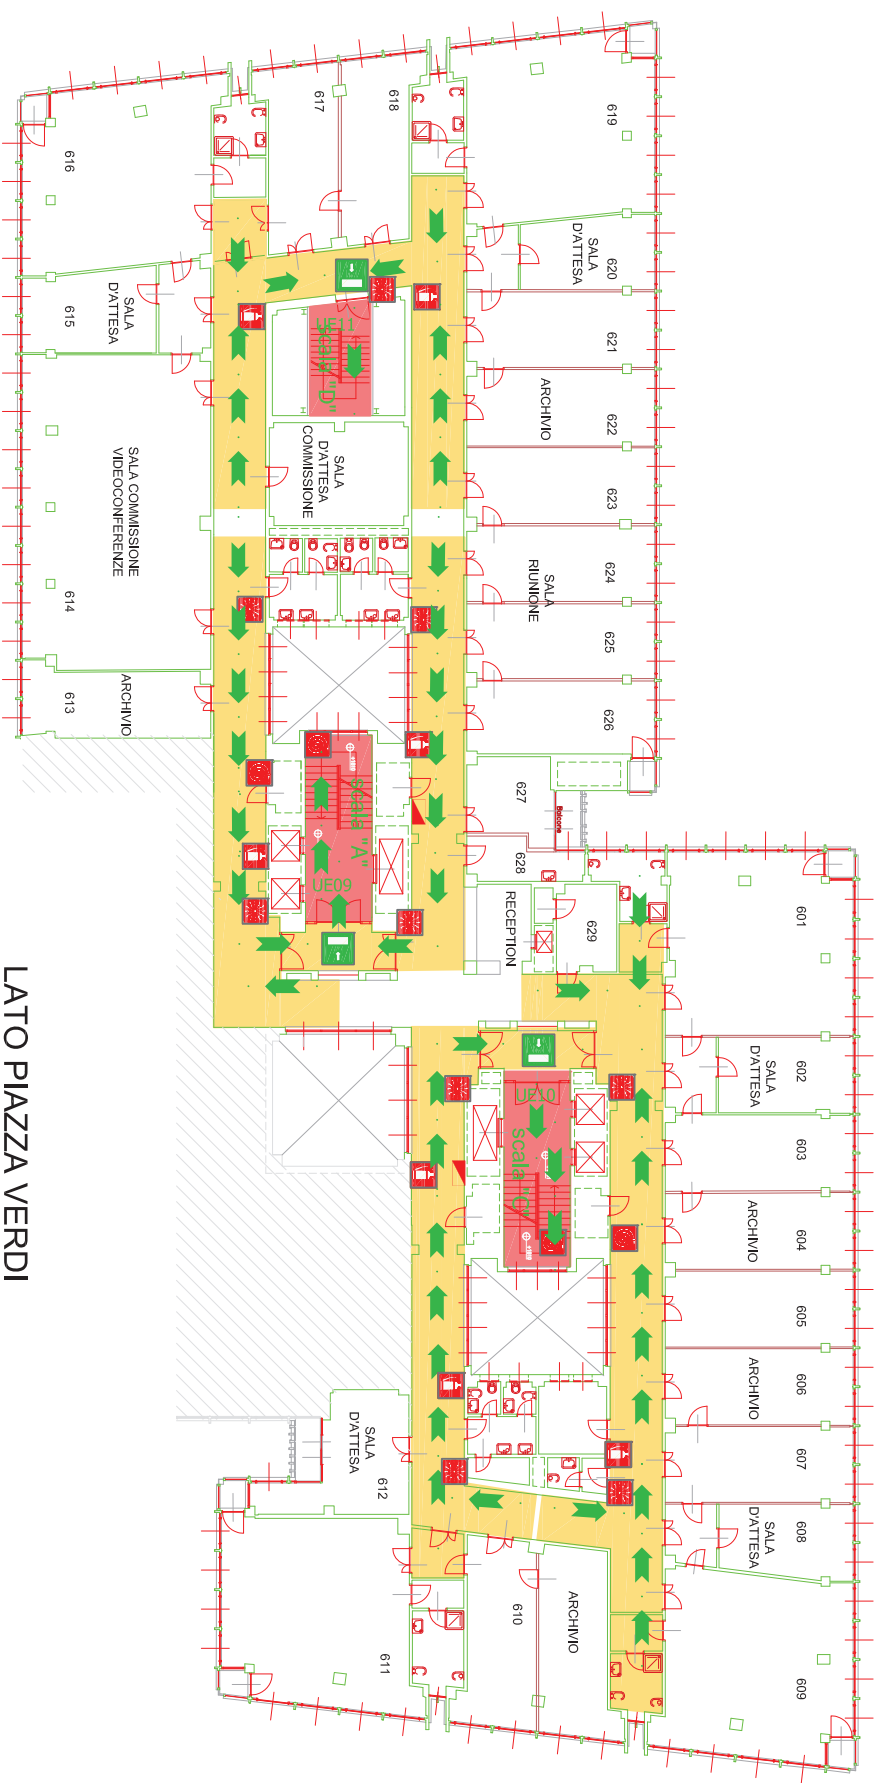 619
618
617
616
SALA
D'ATTESA
620
SALA
D'ATTESA
615
621
UE11
scala "D"
ARCHIVIO
622
SALA
D'ATTESA
COMMISSIONE
SALA COMMISSIONE
VIDEOCONFERENZE
623
624
SALA
RIUNIONE
614
625
626
ARCHIVIO
613
627
Balcone
628
scala "A"
UE09
RECEPTION
629
601
SALA
D'ATTESA
602
UE10
scala "C"
603
ARCHIVIO
604
605
ARCHIVIO
606
607
SALA
D'ATTESA
608
SALA
D'ATTESA
612
ARCHIVIO
610
611
609
LATO PIAZZA VERDI